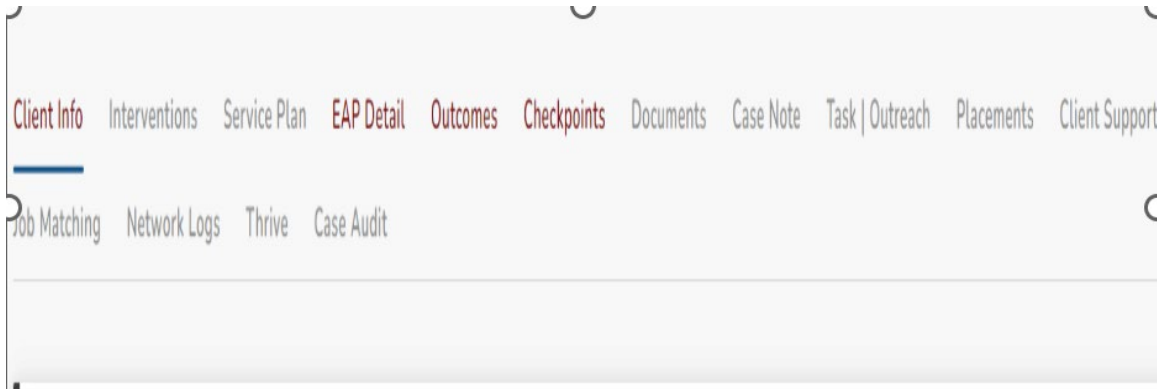 Client Info Interventions Service Plan EAP Detail Outcomes Checkpoints Documents Case Note Task | Outreach Placements Client Support
Job Matching Network Logs Thrive Case Audit